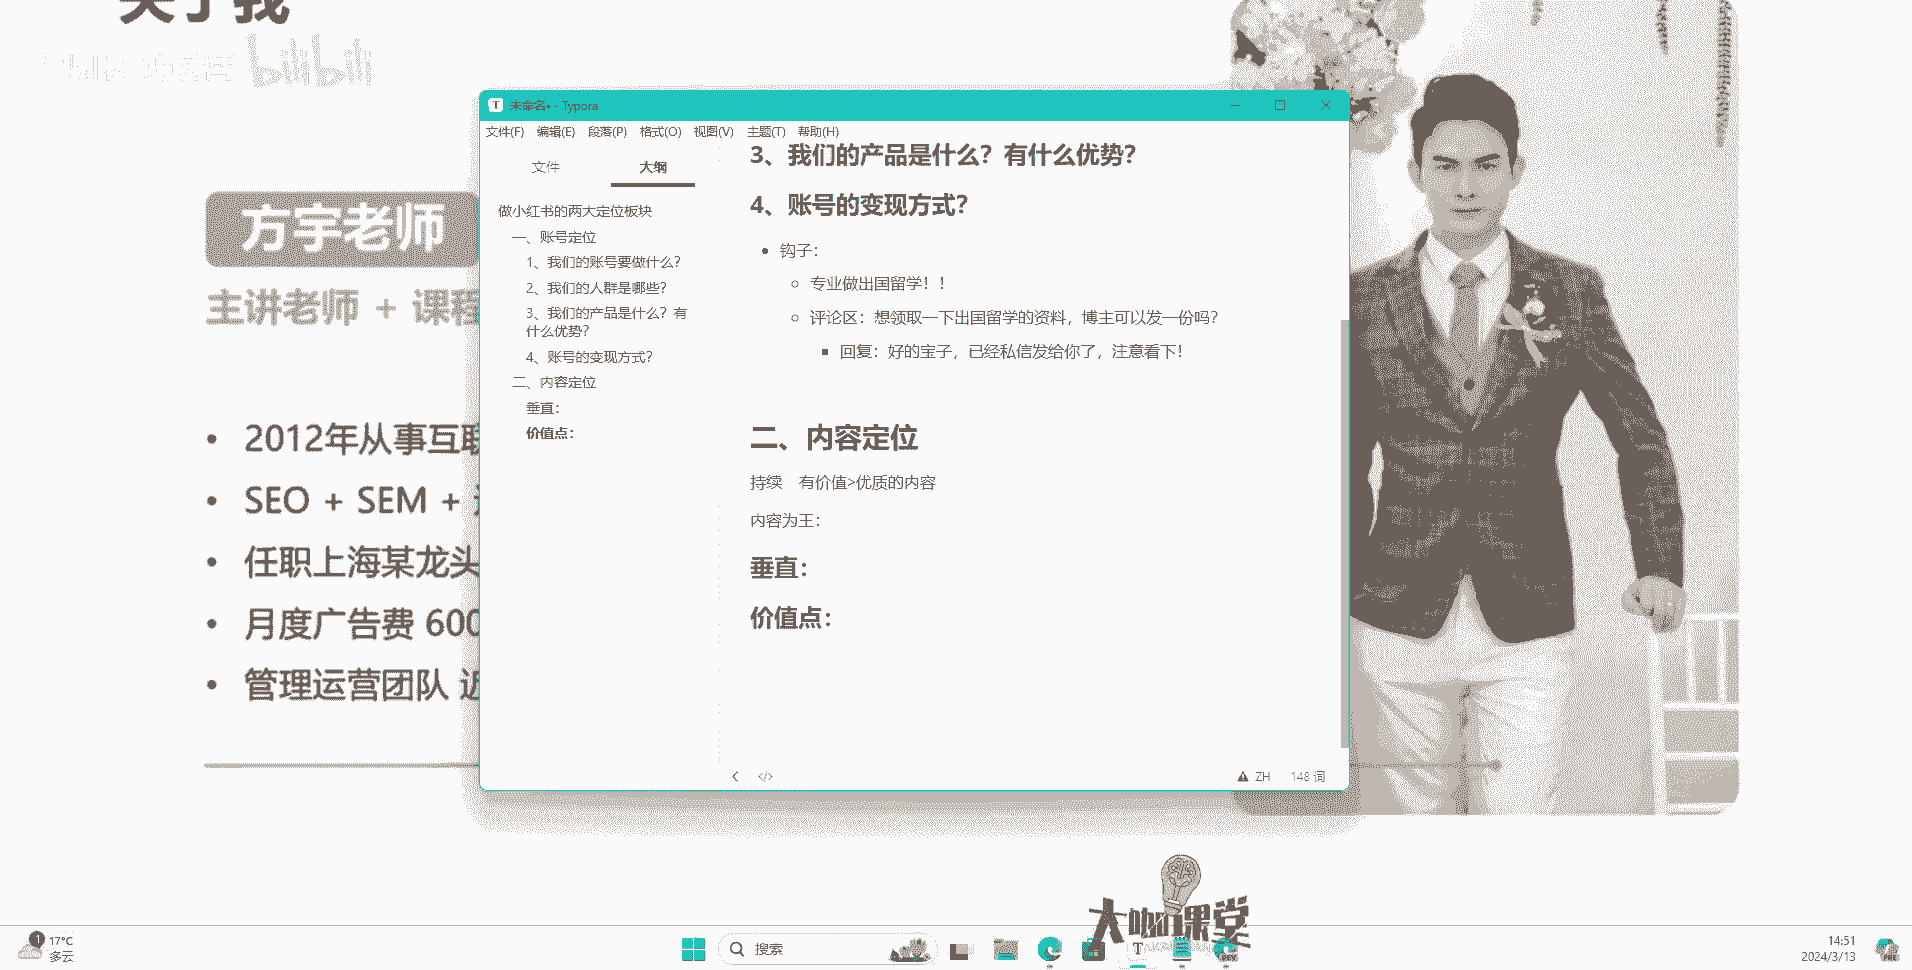 关于我
bilibili
方宇老师
主讲老师 + 课程
2012年从事互联
SEO + SEM +
任职上海某龙头
月度广告费 600
管理运营团队 近
未命名• - Typora
文件(F) 编辑(E) 段落(P) 格式(O) 视图(V) 主题(T) 帮助(H)
文件 大纲
做小红书的两大定位板块
一、账号定位
1、我们的账号要做什么？
2、我们的人群是哪些？
3、我们的产品是什么？有
什么优势？
4、账号的变现方式？
二、内容定位
垂直：
价值点：
3、我们的产品是什么？有什么优势？
4、账号的变现方式？
钩子：
专业做出国留学！！
评论区：想领取一下出国留学的资料，博主可以发一份吗？
回复：好的宝子，已经私信发给你了，注意看下！
二、内容定位
持续 有价值>优质的内容
内容为王：
垂直：
价值点：
ZH 148 词
大咖课堂
1 17°C
多云
搜索
14:51
2024/3/13